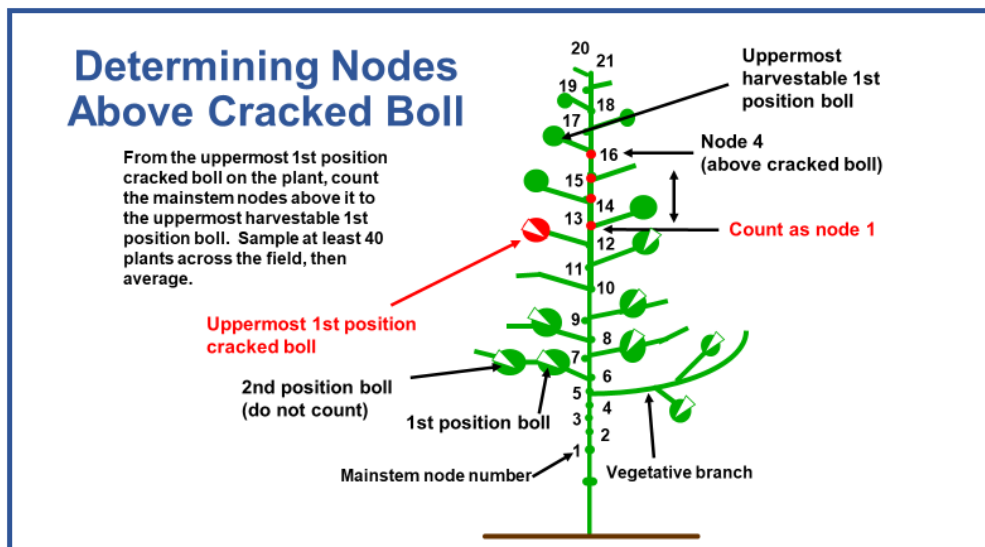 Determining Nodes
Above Cracked Boll
From the uppermost 1st position
cracked boll on the plant, count
the mainstem nodes above it to
the uppermost harvestable 1st
position boll.  Sample at least 40
plants across the field, then
average.
Uppermost 1st position
cracked boll
2nd position boll
(do not count)
1st position boll
Mainstem node number
Vegetative branch
Uppermost
harvestable 1st
position boll
Node 4
(above cracked boll)
Count as node 1
20
21
19
18
17
16
15
14
13
12
11
10
9
8
7
6
5
4
3
2
1